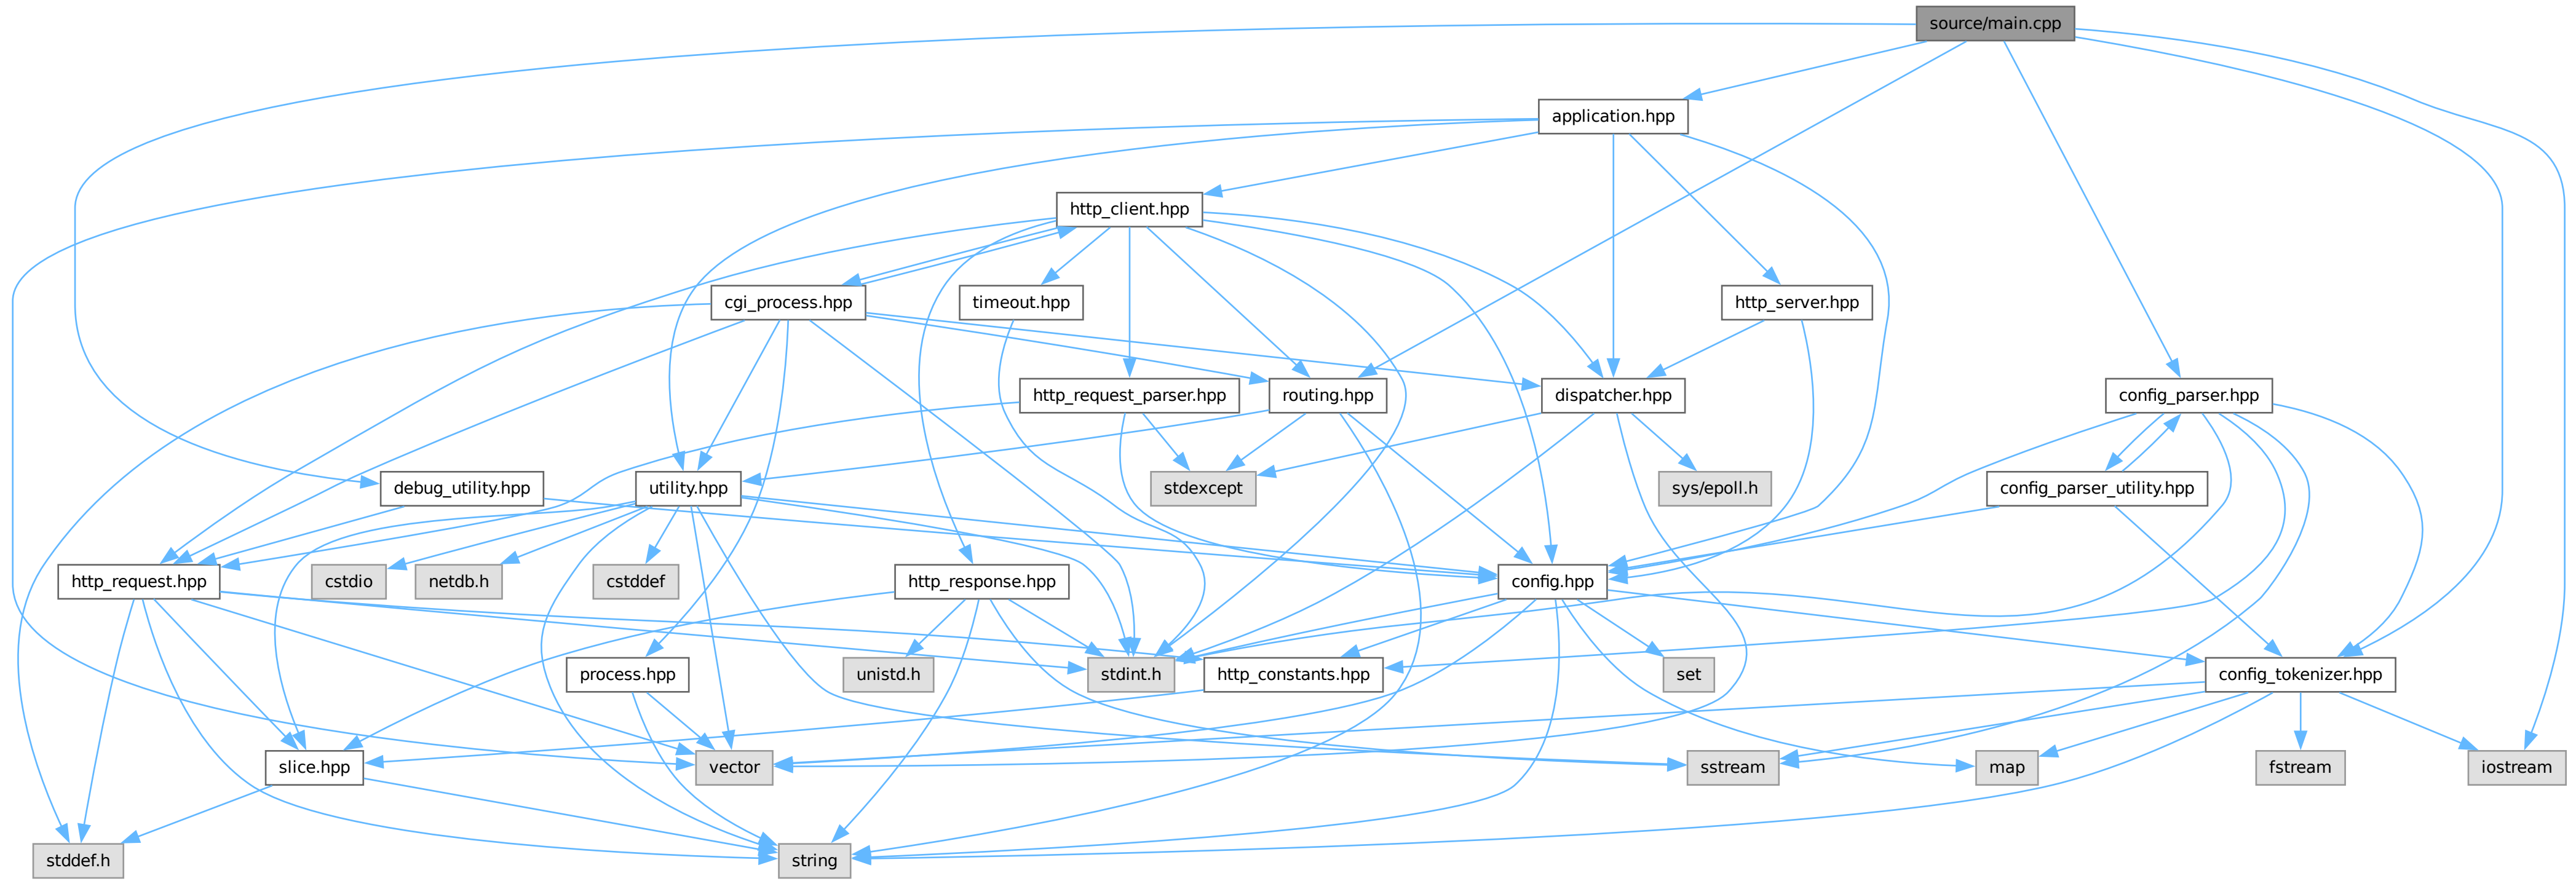 source/main.cpp
application.hpp
http_client.hpp
cgi_process.hpp
timeout.hpp
http_server.hpp
http_request_parser.hpp
routing.hpp
dispatcher.hpp
config_parser.hpp
debug_utility.hpp
utility.hpp
stdexcept
sys/epoll.h
config_parser_utility.hpp
http_request.hpp
cstdio
netdb.h
cstddef
http_response.hpp
config.hpp
process.hpp
unistd.h
stdint.h
http_constants.hpp
set
config_tokenizer.hpp
slice.hpp
vector
sstream
map
fstream
iostream
stddef.h
string